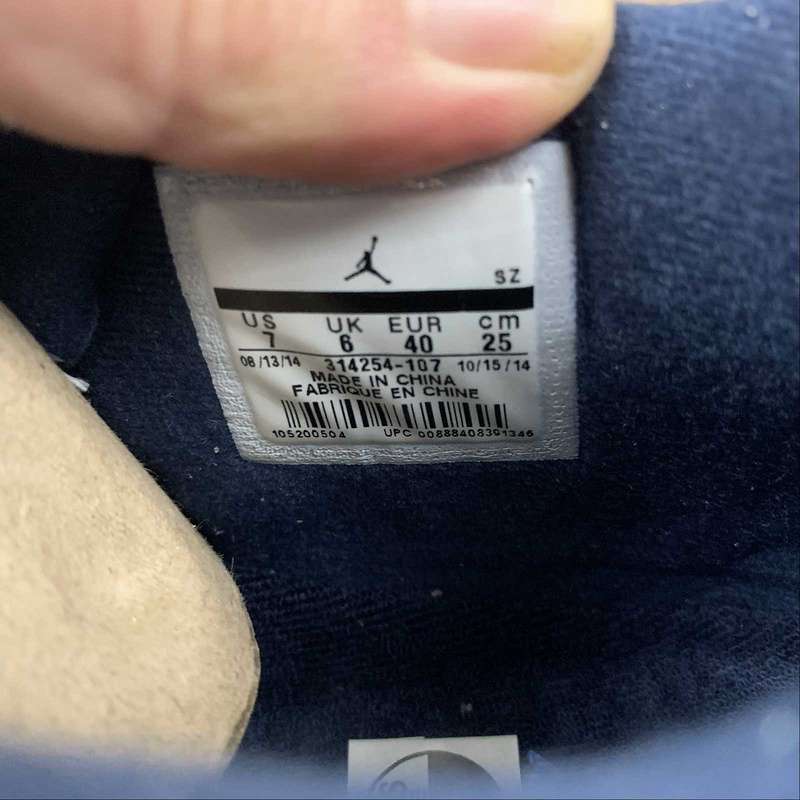 SZ
US UK EUR cm
7 6 40 25
08/13/14 314254-107 10/15/14
MADE IN CHINA
FABRIQUE EN CHINE
105200504 UPC 00888408391346